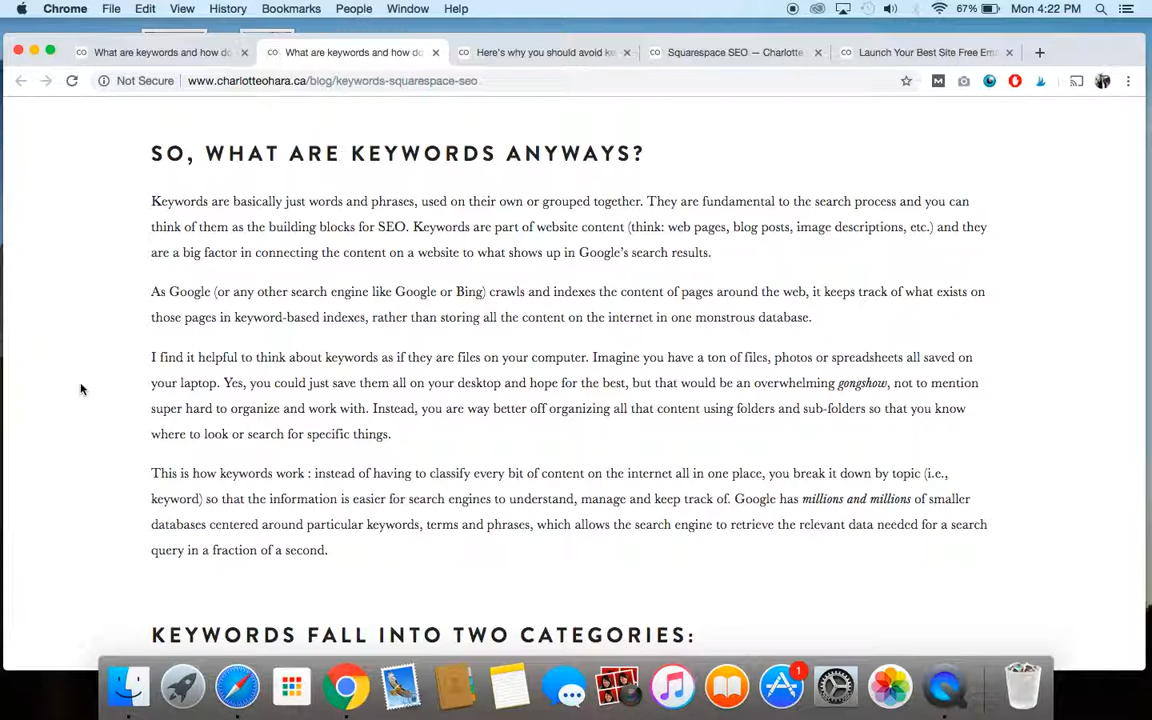 Chrome File Edit View History Bookmarks People Window Help 67% Mon 4:22 PM
What are keywords and how do
What are keywords and how do
Here's why you should avoid k
Squarespace SEO — Charlotte
Launch Your Best Site Free Em
Not Secure www.charlotteohara.ca/blog/keywords-squarespace-seo
SO, WHAT ARE KEYWORDS ANYWAYS?
Keywords are basically just words and phrases, used on their own or grouped together. They are fundamental to the search process and you can
think of them as the building blocks for SEO. Keywords are part of website content (think: web pages, blog posts, image descriptions, etc.) and they
are a big factor in connecting the content on a website to what shows up in Google's search results.
As Google (or any other search engine like Google or Bing) crawls and indexes the content of pages around the web, it keeps track of what exists on
those pages in keyword-based indexes, rather than storing all the content on the internet in one monstrous database.
I find it helpful to think about keywords as if they are files on your computer. Imagine you have a ton of files, photos or spreadsheets all saved on
your laptop. Yes, you could just save them all on your desktop and hope for the best, but that would be an overwhelming gongshow, not to mention
super hard to organize and work with. Instead, you are way better off organizing all that content using folders and sub-folders so that you know
where to look or search for specific things.
This is how keywords work : instead of having to classify every bit of content on the internet all in one place, you break it down by topic (i.e.,
keyword) so that the information is easier for search engines to understand, manage and keep track of. Google has millions and millions of smaller
databases centered around particular keywords, terms and phrases, which allows the search engine to retrieve the relevant data needed for a search
query in a fraction of a second.
KEYWORDS FALL INTO TWO CATEGORIES:
1